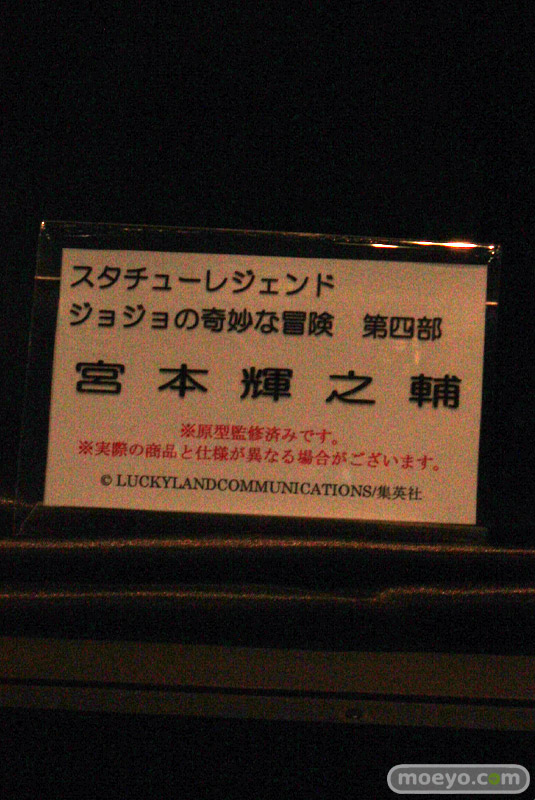 スタチューレジェンド
ジョジョの奇妙な冒険　第四部
宮本輝之輔
※原型監修済みです。
※実際の商品と仕様が異なる場合がございます。
© LUCKYLANDCOMMUNICATIONS/集英社
moeyo.com